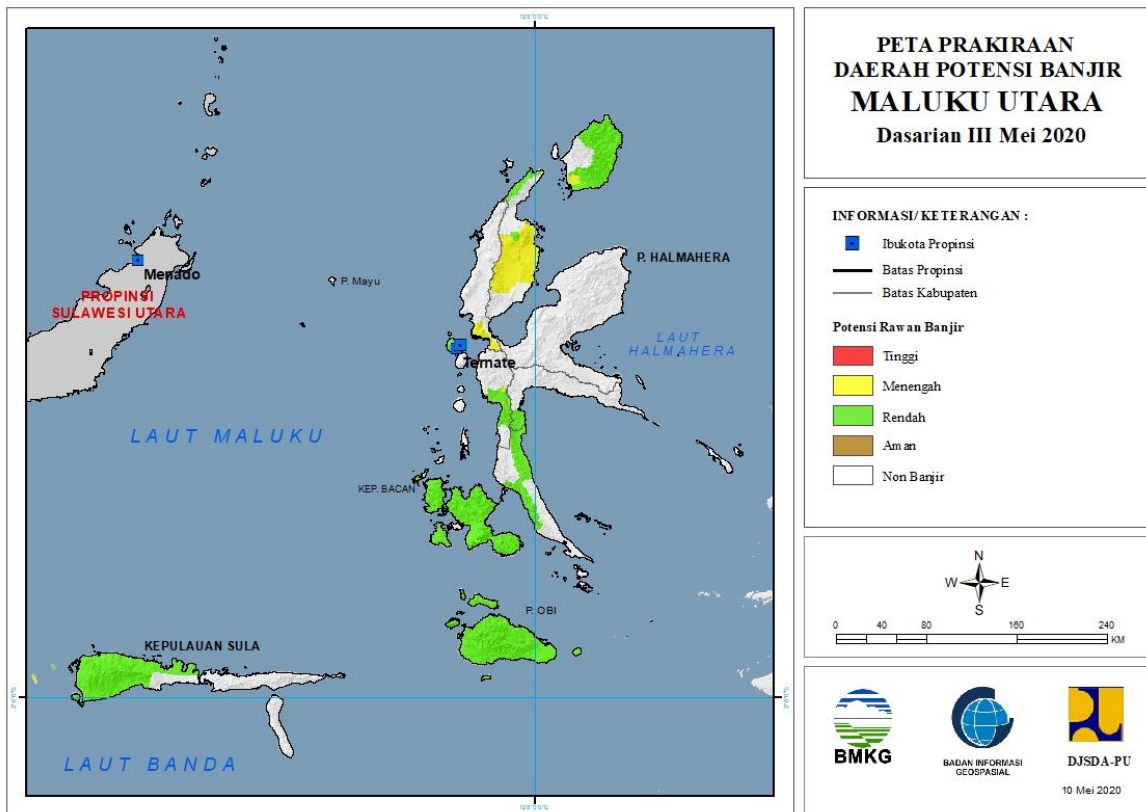 PETA PRAKIRAAN
DAERAH POTENSI BANJIR
MALUKU UTARA
Dasarian III Mei 2020
INFORMASI/ KETERANGAN :
Ibukota Propinsi
Batas Propinsi
Batas Kabupaten
Potensi Rawan Banjir
Tinggi
Menengah
Rendah
Aman
Non Banjir
N
W E
S
0 40 80 160 240
KM
BMKG
BADAN INFORMASI
GEOSPASIAL
DJSDA-PU
10 Mei 2020
Menado
PROPINSI
SULAWESI UTARA
P. Mayu
P. HALMAHERA
LAUT
HALMAHERA
Ternate
LAUT MALUKU
KEP. BACAN
P. OBI
KEPULAUAN SULA
LAUT BANDA